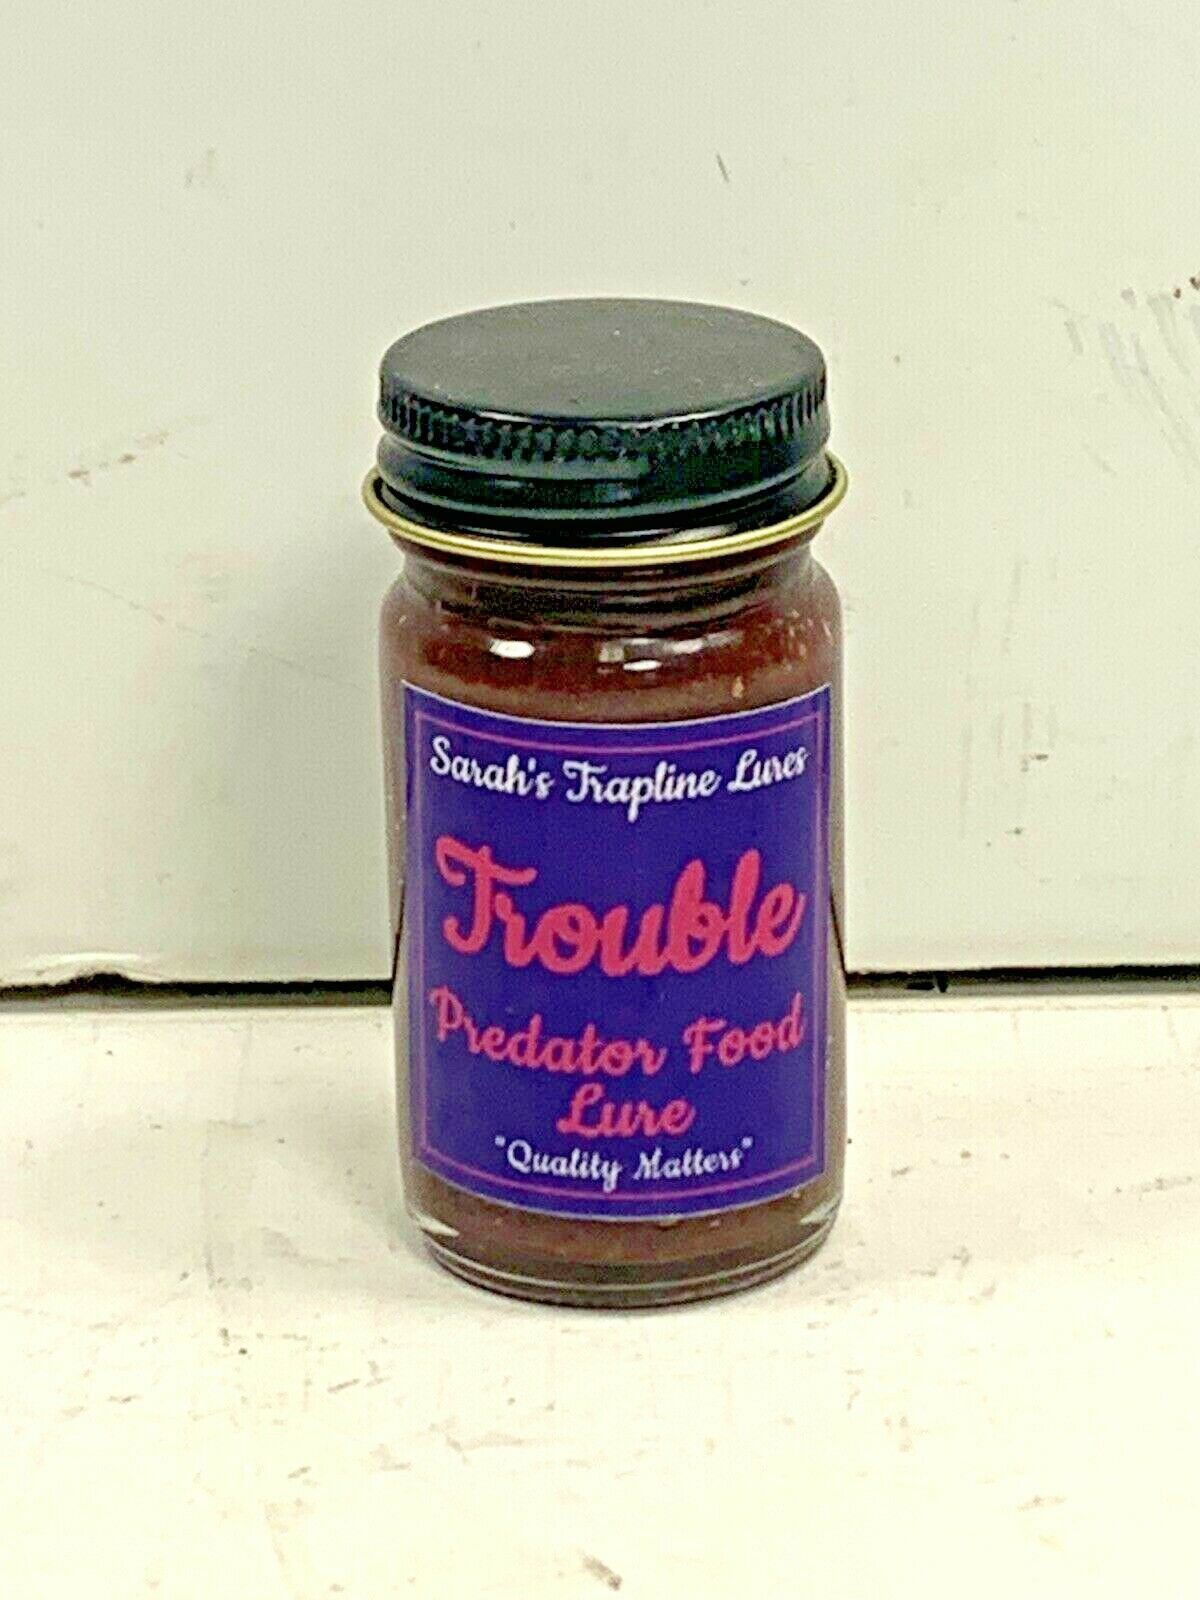 Sarah's Trapline Lures
Trouble
Predator Food
Lure
"Quality Matters"